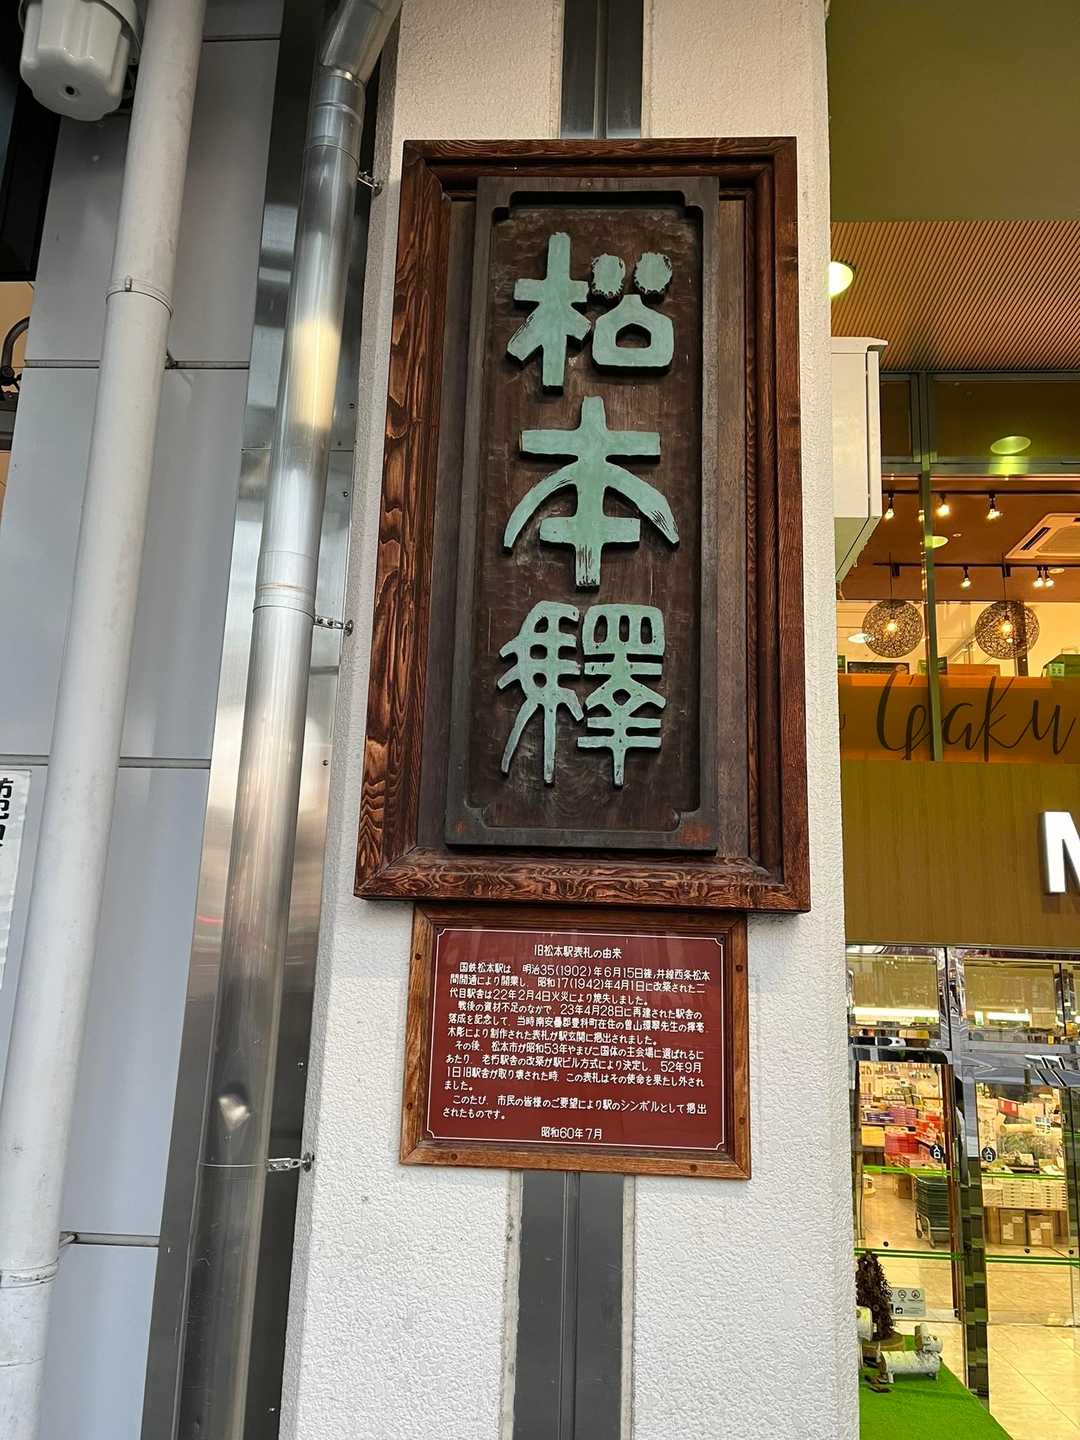 松本驛
旧松本駅表札の由来
国鉄松本駅は、明治35(1902)年6月15日篠ノ井線西条松本
間開通により開業し、昭和17(1942)年4月1日に改築された二
代目駅舎は22年2月4日火災により焼失しました。
戦後の資材不足のなかで、23年4月28日に再建された駅舎の
落成を記念して、当時南安曇郡豊科町在住の曽山環翠先生の揮毫、
木彫により制作された表札が駅玄関に掲出されました。
その後、松本市が昭和53年やまびこ国体の主会場に選ばれるに
あたり、老朽駅舎の改築が駅ビル方式により決定し、52年9月
1日旧駅舎が取り壊された時、この表札はその使命を果たし外され
ました。
このたび、市民の皆様のご要望により駅のシンボルとして掲出
されたものです。
昭和60年7月
Gaku
M
入口